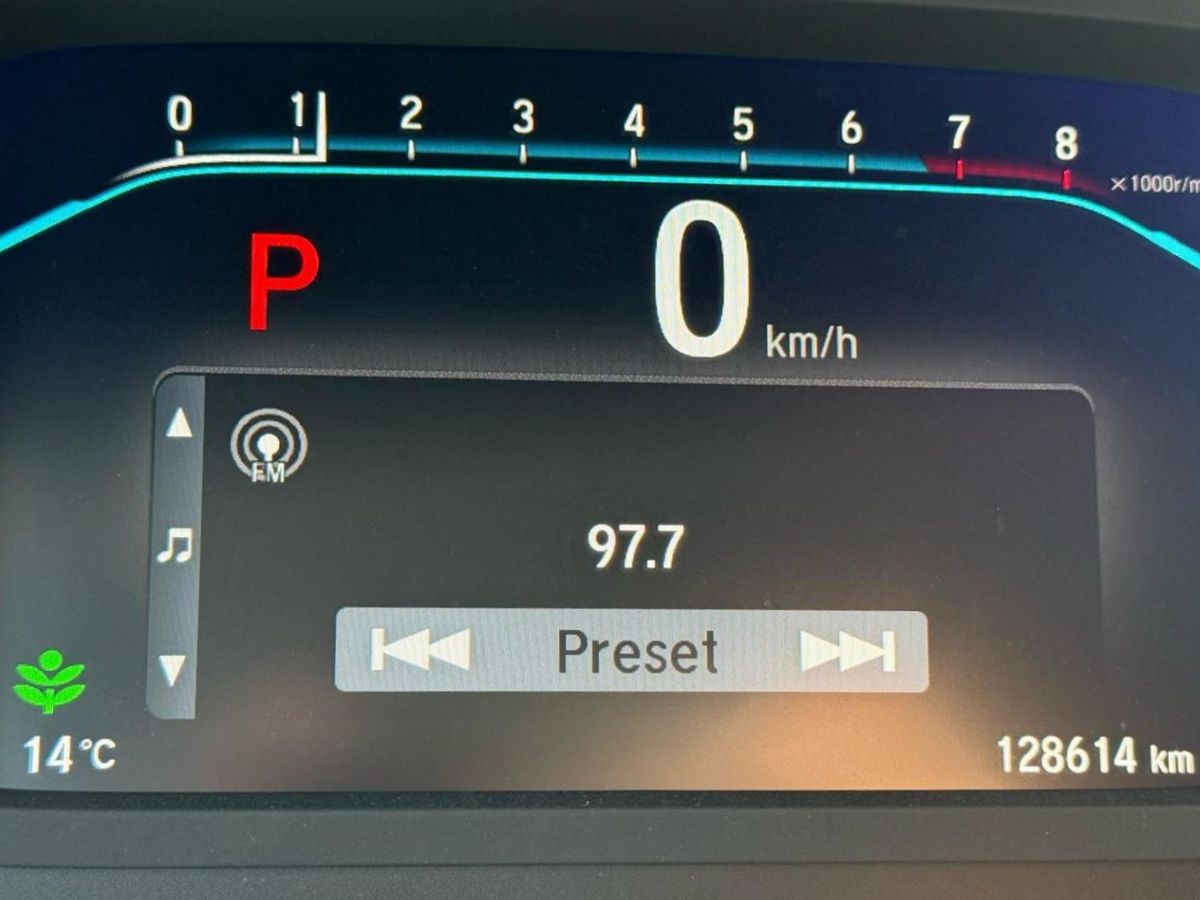 0 1 2 3 4 5 6 7 8
×1000r/m
P 0 km/h
FM
97.7
Preset
14°C 128614 km